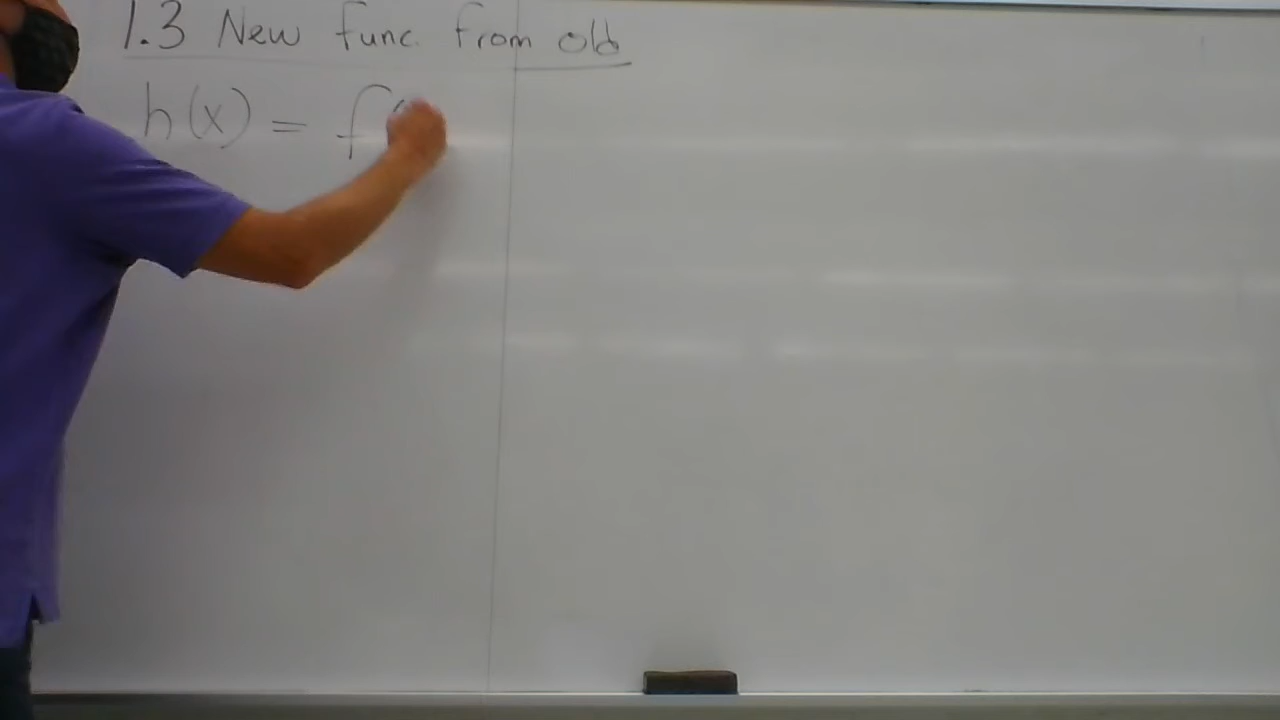 1.3 New func. from old
h(x) = f(